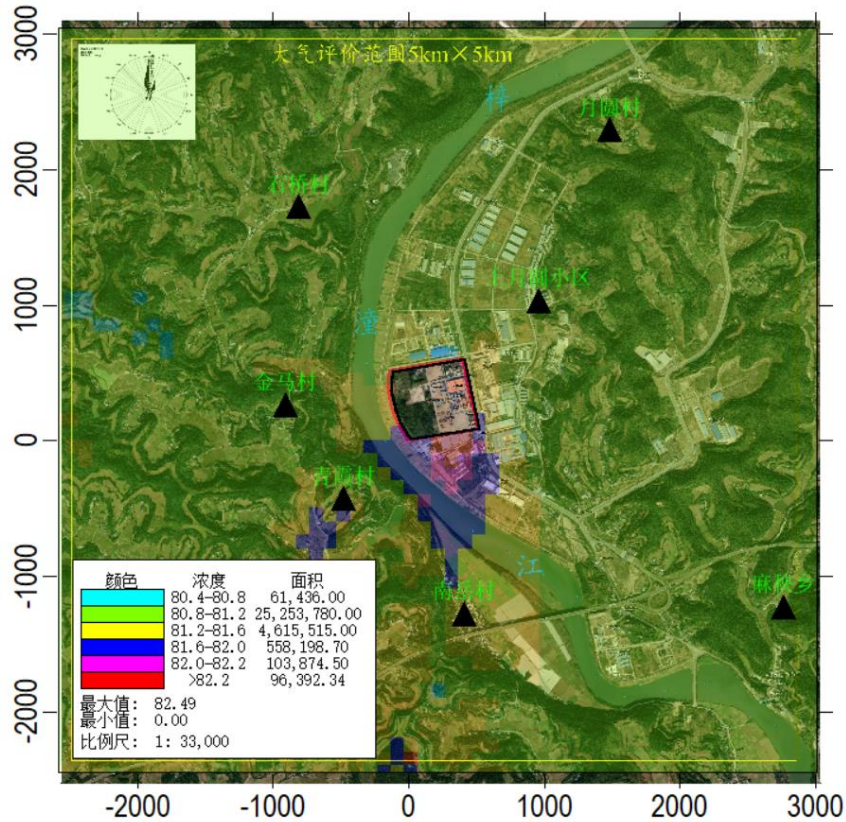 3000
2000
1000
0
-1000
-2000
-2000
-1000
0
1000
2000
3000
大气评价范围5km×5km
梓
月圆村
石桥村
上月圆小区
潼
金马村
青霞村
江
南岳村
麻秧乡
颜色 浓度 面积
80.4-80.8 61,436.00
80.8-81.2 25,253,780.00
81.2-81.6 4,615,515.00
81.6-82.0 558,198.70
82.0-82.2 103,874.50
>82.2 96,392.34
最大值: 82.49
最小值: 0.00
比例尺: 1: 33,000